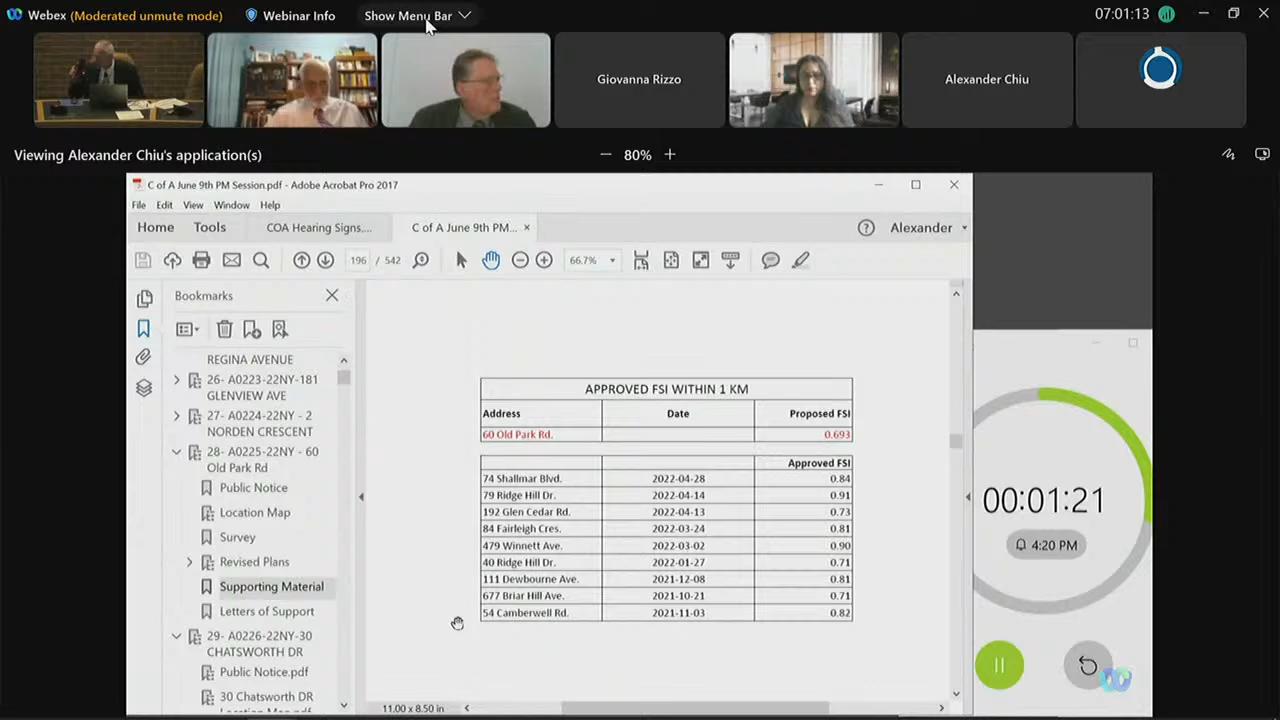 Webex (Moderated unmute mode) Webinar Info Show Menu Bar 07:01:13
Giovanna Rizzo
Alexander Chiu
Viewing Alexander Chiu's application(s) 80%
C of A June 9th PM Session.pdf - Adobe Acrobat Pro 2017
File Edit View Window Help
Home Tools COA Hearing Signs.... C of A June 9th PM... × Alexander
196 / 542 66.7%
Bookmarks
REGINA AVENUE
26- A0223-22NY-181
GLENVIEW AVE
27- A0224-22NY - 2
NORDEN CRESCENT
28- A0225-22NY - 60
Old Park Rd
Public Notice
Location Map
Survey
Revised Plans
Supporting Material
Letters of Support
29- A0226-22NY-30
CHATSWORTH DR
Public Notice.pdf
30 Chatsworth DR
Location Map.pdf
APPROVED FSI WITHIN 1 KM
Address Date Proposed FSI
60 Old Park Rd. 0.693
Approved FSI
74 Shallmar Blvd. 2022-04-28 0.84
79 Ridge Hill Dr. 2022-04-14 0.91
192 Glen Cedar Rd. 2022-04-13 0.73
84 Fairleigh Cres. 2022-03-24 0.81
479 Winnett Ave. 2022-03-02 0.90
40 Ridge Hill Dr. 2022-01-27 0.71
111 Dewbourne Ave. 2021-12-08 0.81
677 Briar Hill Ave. 2021-10-21 0.71
54 Camberwell Rd. 2021-11-03 0.82
11.00 x 8.50 in
00:01:21
4:20 PM